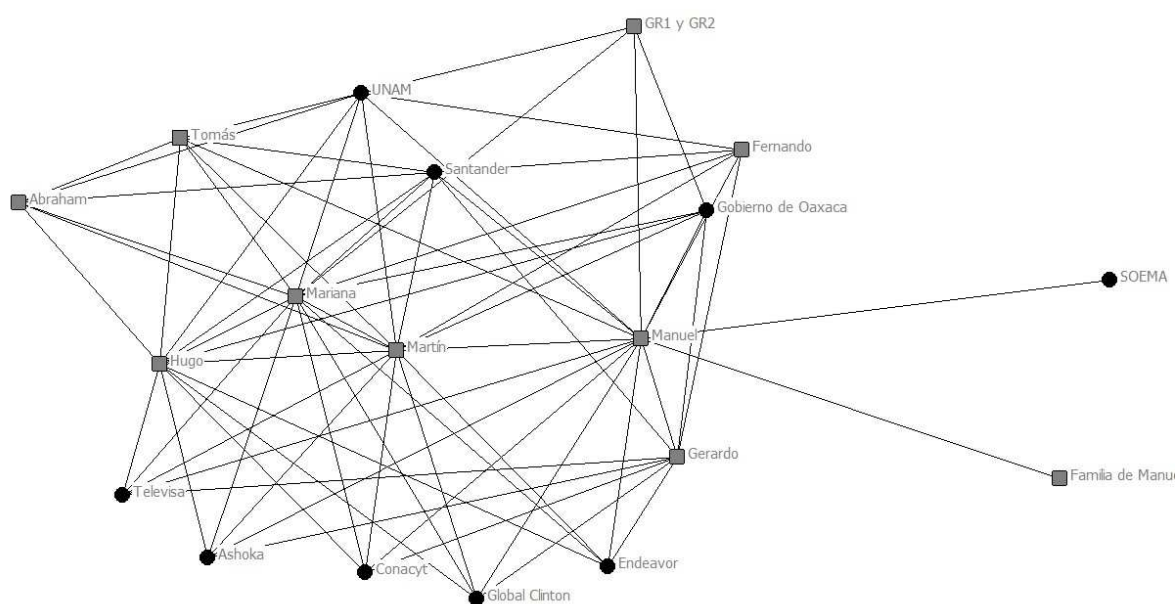 GR1 y GR2
UNAM
Tomás
Fernando
Santander
Abraham
Gobierno de Oaxaca
SOEMA
Mariana
Manuel
Martín
Hugo
Gerardo
Familia de Manue
Televisa
Ashoka
Endeavor
Conacyt
Global Clinton